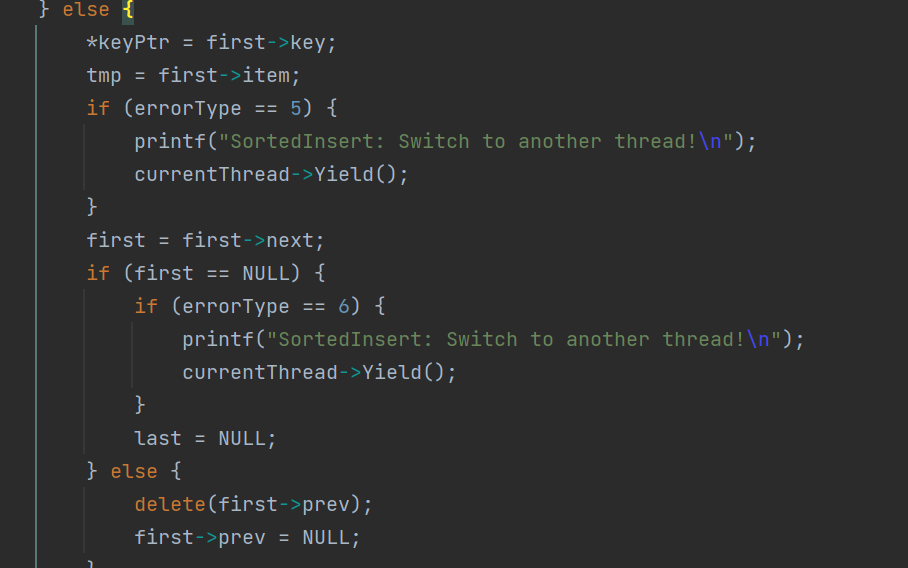 } else {
*keyPtr = first->key;
tmp = first->item;
if (errorType == 5) {
printf("SortedInsert: Switch to another thread!\n");
currentThread->Yield();
}
first = first->next;
if (first == NULL) {
if (errorType == 6) {
printf("SortedInsert: Switch to another thread!\n");
currentThread->Yield();
}
last = NULL;
} else {
delete(first->prev);
first->prev = NULL;
}